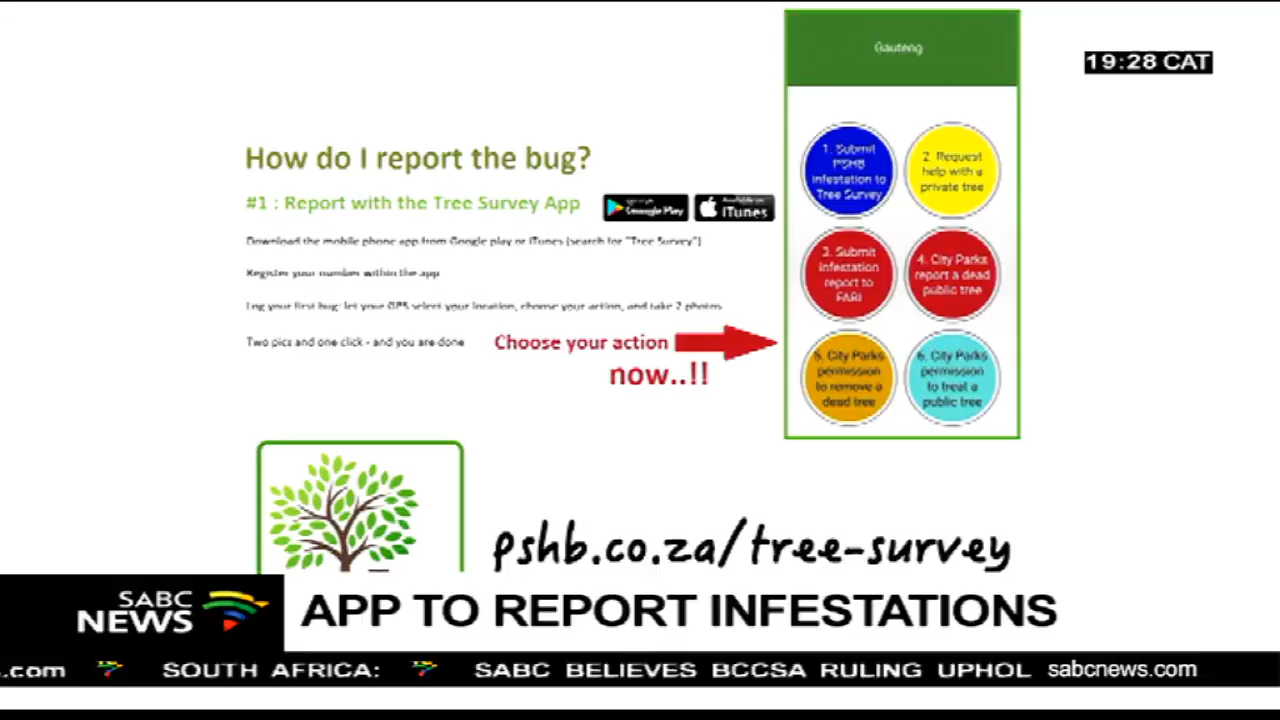 Gauteng
19:28 CAT
How do I report the bug?
#1 : Report with the Tree Survey App
Google Play
Available on
iTunes
Download the mobile phone app from Google play or iTunes (search for "Tree Survey")
Register your number within the app
Log your first bug: let your GPS select your location, choose your action, and take 2 photos
Two pics and one click - and you are done
Choose your action
now..!!
1. Submit
PSHB
infestation to
Tree Survey
2. Request
help with a
private tree
3. Submit
infestation
report to
FABI
4. City Parks
report a dead
public tree
5. City Parks
permission
to remove a
dead tree
6. City Parks
permission
to treat a
public tree
pshb.co.za/tree-survey
SABC
NEWS
APP TO REPORT INFESTATIONS
s.com SOUTH AFRICA: SABC BELIEVES BCCSA RULING UPHOL sabcnews.com